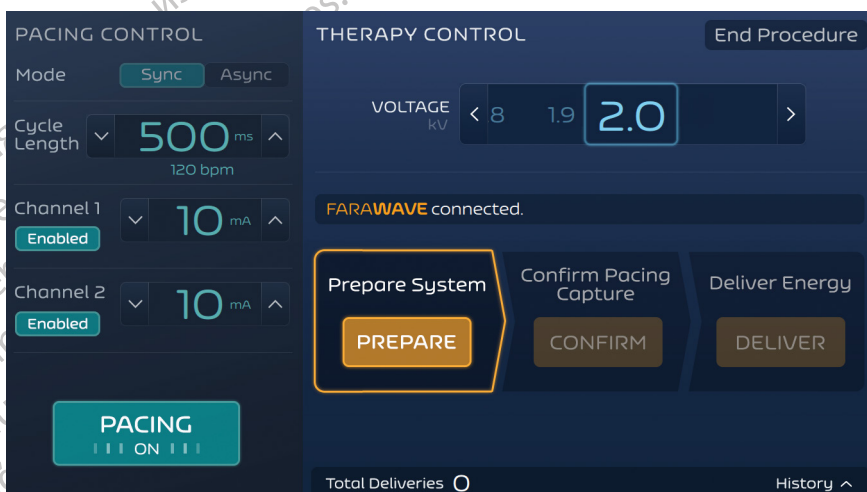 PACING CONTROL
Mode Sync Async
Cycle Length 500 ms
120 bpm
Channel 1 10 mA
Enabled
Channel 2 10 mA
Enabled
PACING
ON
THERAPY CONTROL End Procedure
VOLTAGE kV < 8 1.9 2.0 >
FARAWAVE connected.
Prepare System
PREPARE
Confirm Pacing
Capture
CONFIRM
Deliver Energy
DELIVER
Total Deliveries 0 History